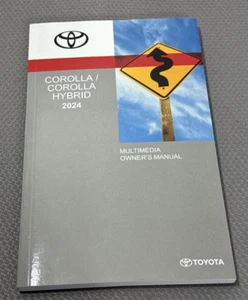 COROLLA /
COROLLA
HYBRID
2024
MULTIMEDIA
OWNER'S MANUAL
TOYOTA